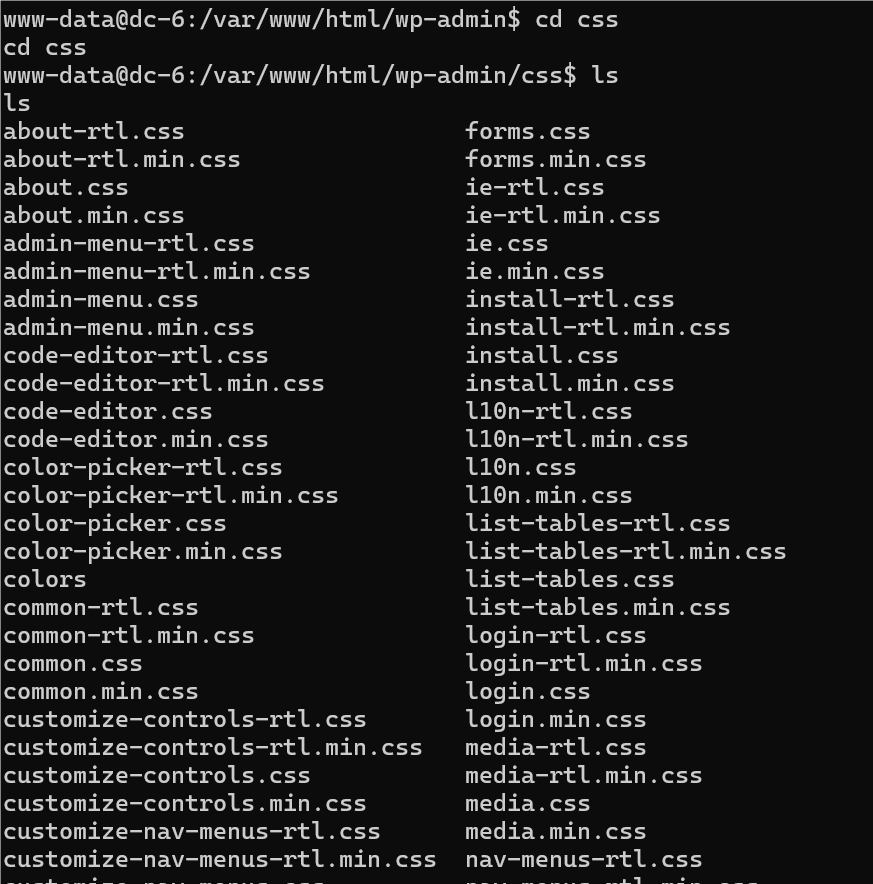 www-data@dc-6:/var/www/html/wp-admin$ cd css
cd css
www-data@dc-6:/var/www/html/wp-admin/css$ ls
ls
about-rtl.css                    forms.css
about-rtl.min.css                forms.min.css
about.css                        ie-rtl.css
about.min.css                    ie-rtl.min.css
admin-menu-rtl.css               ie.css
admin-menu-rtl.min.css           ie.min.css
admin-menu.css                   install-rtl.css
admin-menu.min.css               install-rtl.min.css
code-editor-rtl.css              install.css
code-editor-rtl.min.css          install.min.css
code-editor.css                  l10n-rtl.css
code-editor.min.css              l10n-rtl.min.css
color-picker-rtl.css             l10n.css
color-picker-rtl.min.css         l10n.min.css
color-picker.css                 list-tables-rtl.css
color-picker.min.css             list-tables-rtl.min.css
colors                           list-tables.css
common-rtl.css                   list-tables.min.css
common-rtl.min.css               login-rtl.css
common.css                       login-rtl.min.css
common.min.css                   login.css
customize-controls-rtl.css       login.min.css
customize-controls-rtl.min.css   media-rtl.css
customize-controls.css           media-rtl.min.css
customize-controls.min.css       media.css
customize-nav-menus-rtl.css      media.min.css
customize-nav-menus-rtl.min.css  nav-menus-rtl.css